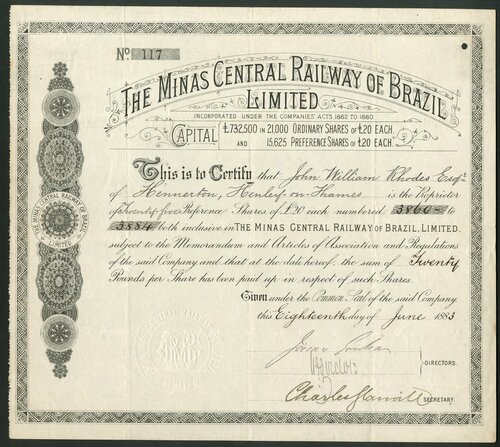 No 117
THE MINAS CENTRAL RAILWAY OF BRAZIL
LIMITED
INCORPORATED UNDER THE COMPANIES' ACTS 1862 TO 1880
CAPITAL £732,500 IN 21,000 ORDINARY SHARES OF £20 EACH.
AND 15,625 PREFERENCE SHARES OF £20 EACH.
This is to Certify that John William Rhodes Esqr
of Hennerton, Henley on Thames is the Proprietor
of Twenty five Preference Shares of £20 each numbered 3860 to
3884 both inclusive in THE MINAS CENTRAL RAILWAY OF BRAZIL, LIMITED.
subject to the Memorandum and Articles of Association and Regulations
of the said Company, and that at the date hereof, the sum of Twenty
Pounds per Share has been paid up in respect of such Shares.
Given under the Common Seal of the said Company
this Eighteenth day of June 1883
DIRECTORS.
Charles SECRETARY.
THE MINAS CENTRAL RAILWAY OF BRAZIL
LIMITED